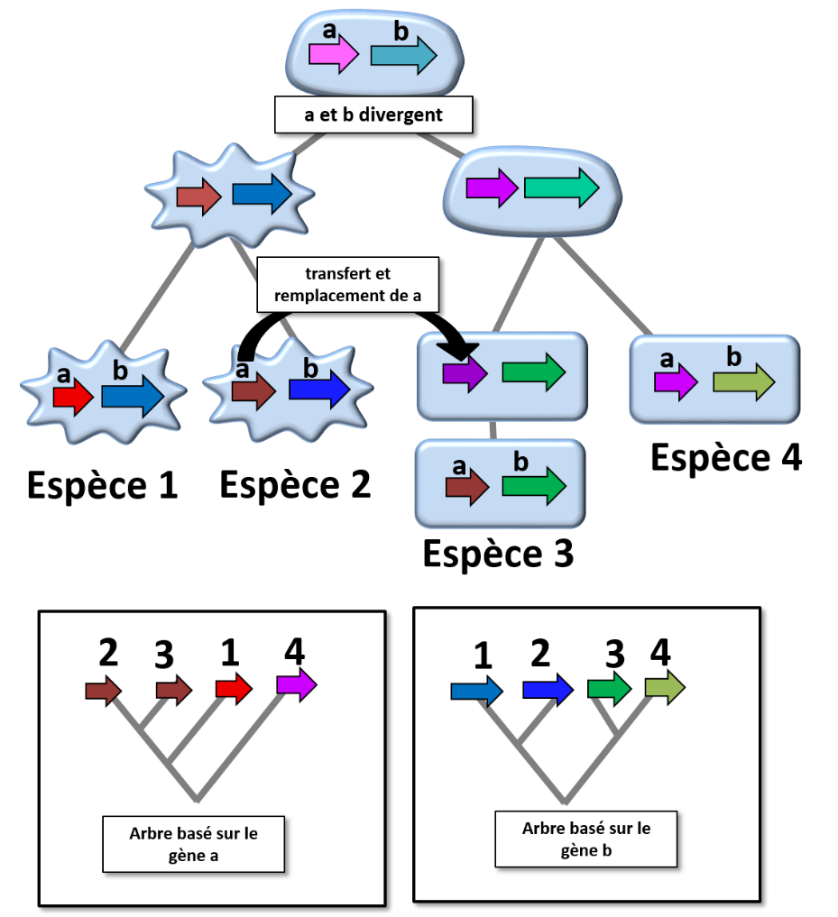 a b
a et b divergent
transfert et
remplacement de a
a b
a b
a b
Espèce 1
Espèce 2
Espèce 4
a b
Espèce 3
2 3 1 4
Arbre basé sur le
gène a
1 2 3 4
Arbre basé sur le
gène b